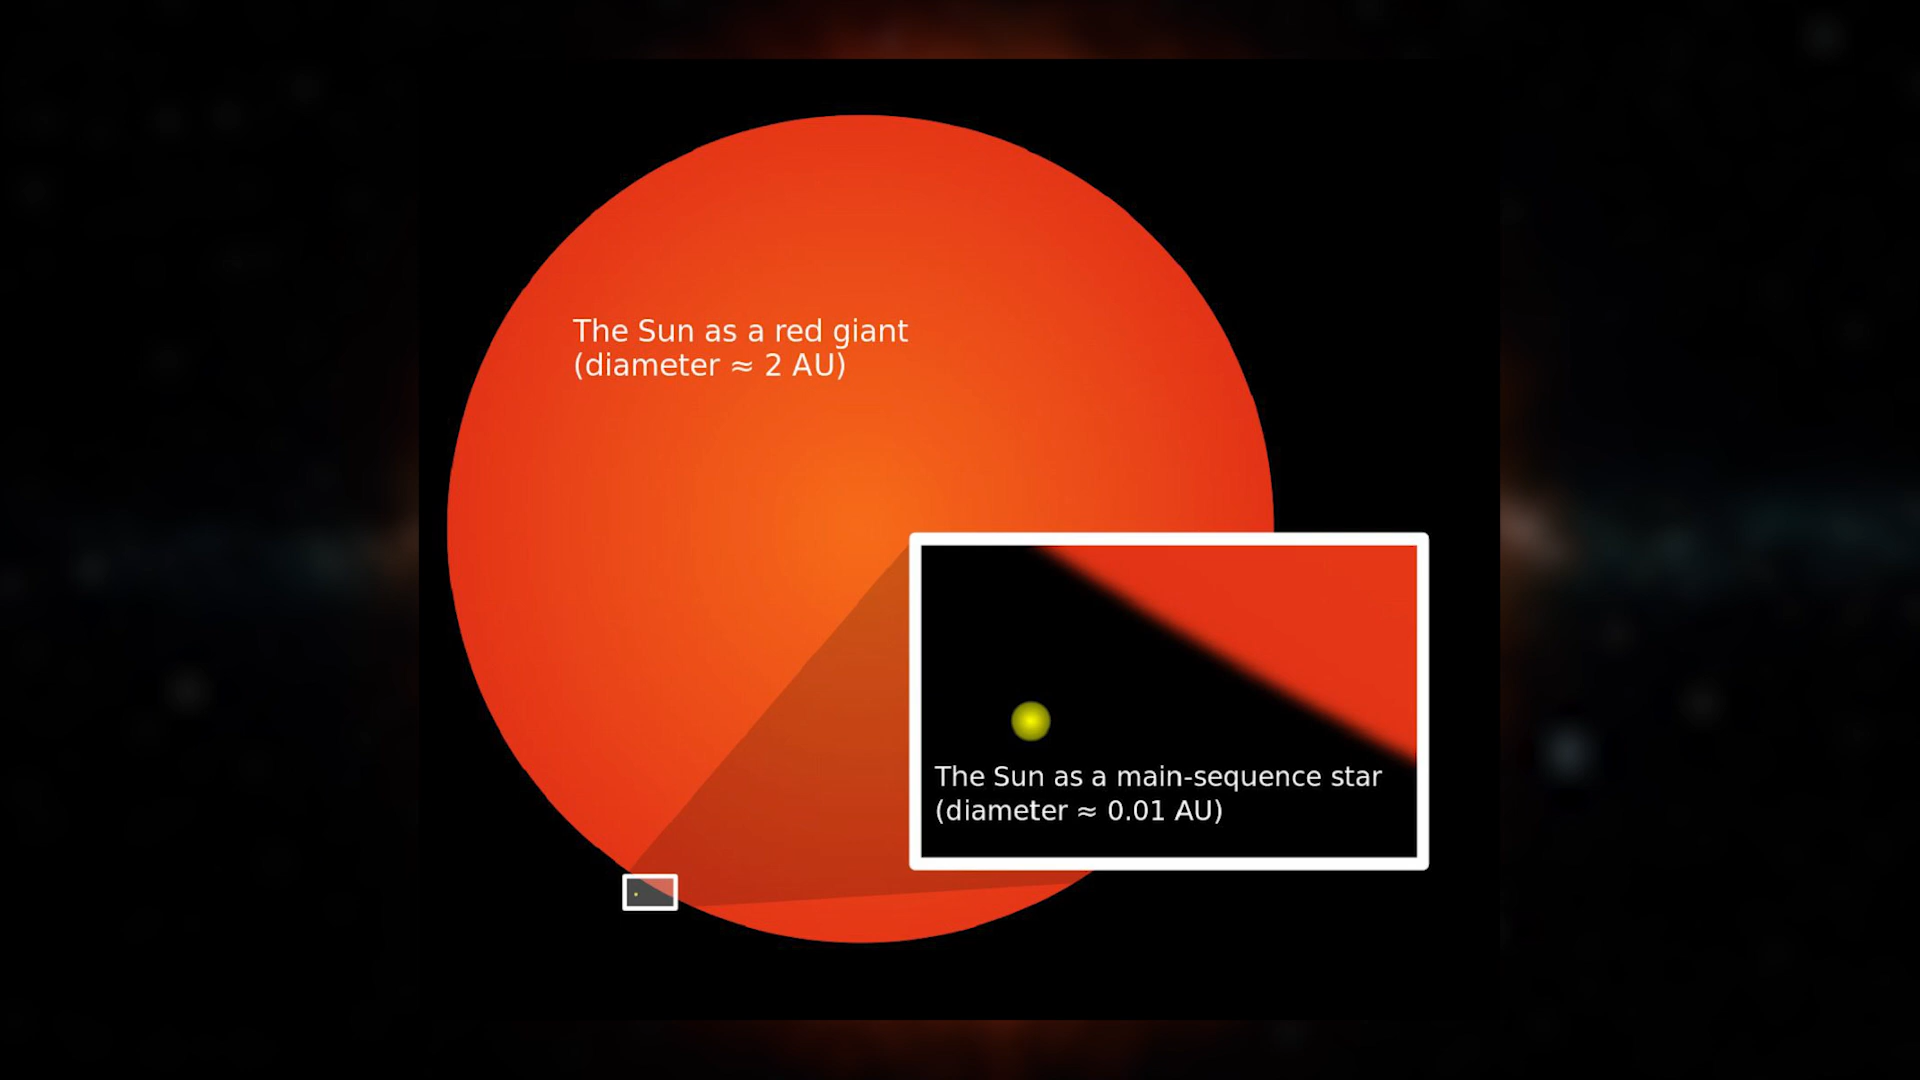 The Sun as a red giant
(diameter ≈ 2 AU)
The Sun as a main-sequence star
(diameter ≈ 0.01 AU)